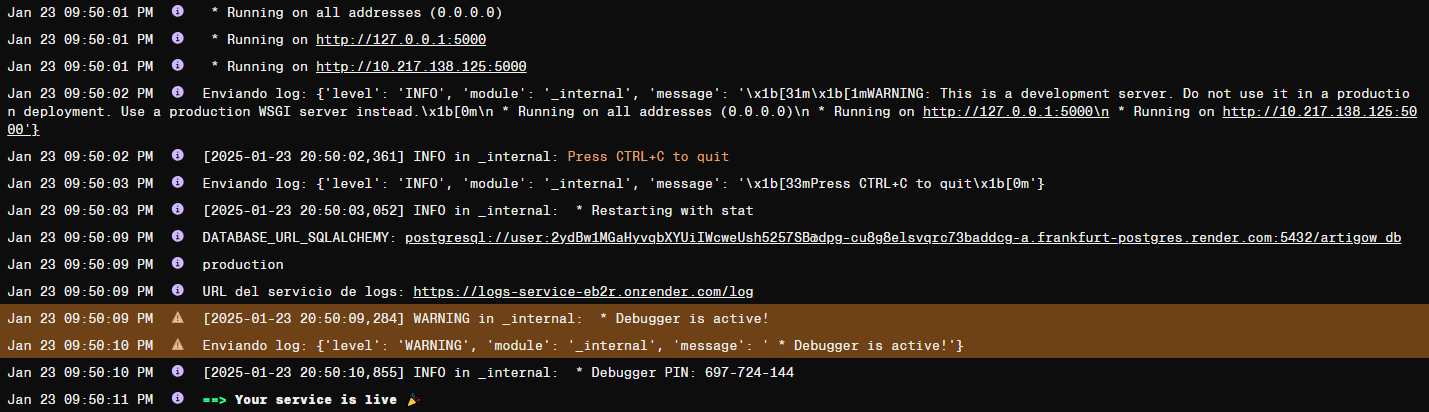 Jan 23 09:50:01 PM * Running on all addresses (0.0.0.0)
Jan 23 09:50:01 PM * Running on http://127.0.0.1:5000
Jan 23 09:50:01 PM * Running on http://10.217.138.125:5000
Jan 23 09:50:02 PM Enviando log: {'level': 'INFO', 'module': '_internal', 'message': '\x1b[31m\x1b[1mWARNING: This is a development server. Do not use it in a productio
n deployment. Use a production WSGI server instead.\x1b[0m\n * Running on all addresses (0.0.0.0)\n * Running on http://127.0.0.1:5000\n * Running on http://10.217.138.125:50
00'}
Jan 23 09:50:02 PM [2025-01-23 20:50:02,361] INFO in _internal: Press CTRL+C to quit
Jan 23 09:50:03 PM Enviando log: {'level': 'INFO', 'module': '_internal', 'message': '\x1b[33mPress CTRL+C to quit\x1b[0m'}
Jan 23 09:50:03 PM [2025-01-23 20:50:03,052] INFO in _internal:  * Restarting with stat
Jan 23 09:50:09 PM DATABASE_URL_SQLALCHEMY: postgresql://user:2ydBw1MGaHyvqbXYUiIWcweUsh5257SB@dpg-cu8g8elsvqrc73baddcg-a.frankfurt-postgres.render.com:5432/artigow_db
Jan 23 09:50:09 PM production
Jan 23 09:50:09 PM URL del servicio de logs: https://logs-service-eb2r.onrender.com/log
Jan 23 09:50:09 PM [2025-01-23 20:50:09,284] WARNING in _internal:  * Debugger is active!
Jan 23 09:50:10 PM Enviando log: {'level': 'WARNING', 'module': '_internal', 'message': ' * Debugger is active!'}
Jan 23 09:50:10 PM [2025-01-23 20:50:10,855] INFO in _internal:  * Debugger PIN: 697-724-144
Jan 23 09:50:11 PM ==> Your service is live 🎉